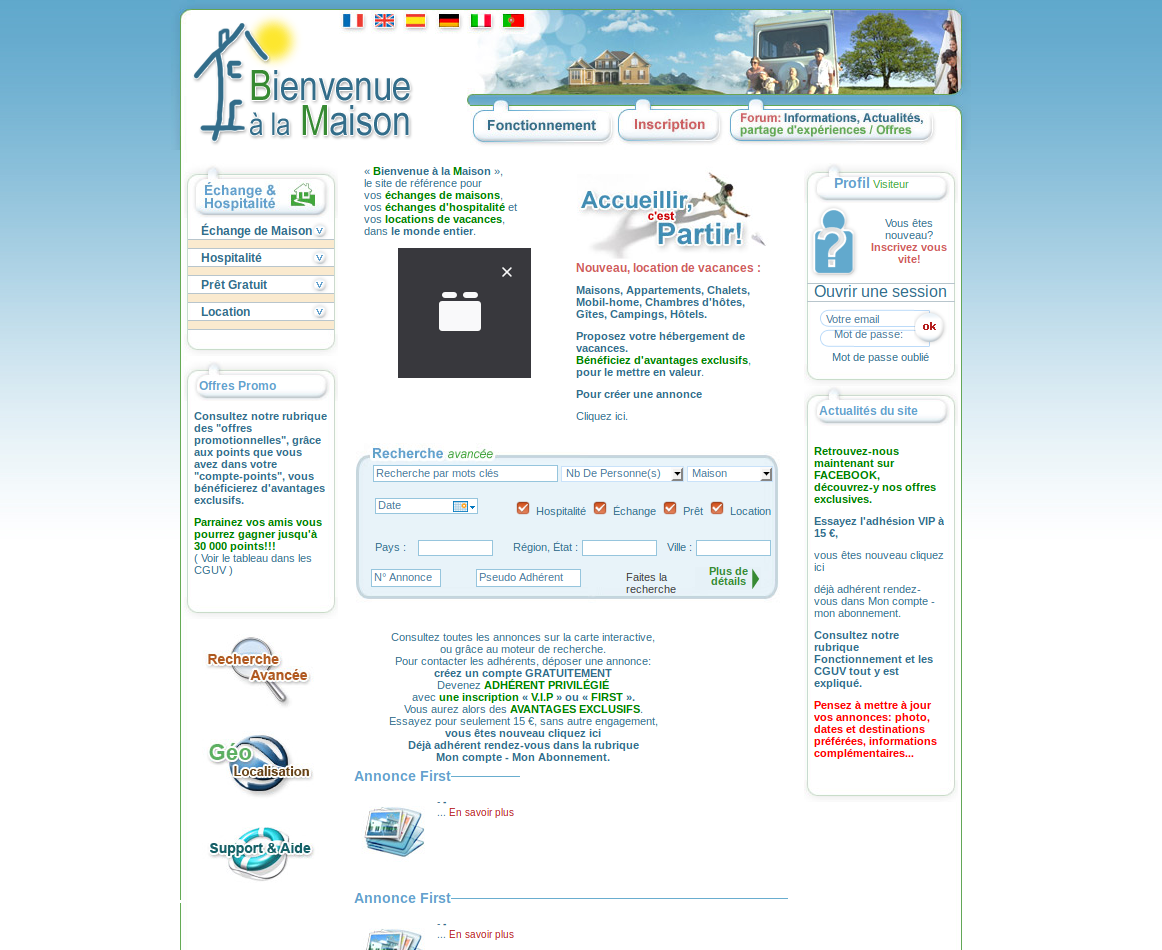 Bienvenue
à la Maison
Fonctionnement
Inscription
Forum: Informations, Actualités,
partage d'expériences / Offres
Échange &
Hospitalité
Échange de Maison
Hospitalité
Prêt Gratuit
Location
Offres Promo
Consultez notre rubrique
des "offres
promotionnelles", grâce
aux points que vous
avez dans votre
"compte-points", vous
bénéficierez d'avantages
exclusifs.
Parrainez vos amis vous
pourrez gagner jusqu'à
30 000 points!!!
( Voir le tableau dans les
CGUV )
Recherche
Avancée
Géo
Localisation
Support & Aide
« Bienvenue à la Maison »,
le site de référence pour
vos échanges de maisons,
vos échanges d'hospitalité et
vos locations de vacances,
dans le monde entier.
Accueillir,
c'est
Partir!
Nouveau, location de vacances :
Maisons, Appartements, Chalets,
Mobil-home, Chambres d'hôtes,
Gîtes, Campings, Hôtels.
Proposez votre hébergement de
vacances.
Bénéficiez d'avantages exclusifs,
pour le mettre en valeur.
Pour créer une annonce
Cliquez ici.
Recherche avancée
Recherche par mots clés
Nb De Personne(s)
Maison
Date
Hospitalité
Échange
Prêt
Location
Pays :
Région, État :
Ville :
N° Annonce
Pseudo Adhérent
Faites la
recherche
Plus de
détails
Consultez toutes les annonces sur la carte interactive,
ou grâce au moteur de recherche.
Pour contacter les adhérents, déposer une annonce:
créez un compte GRATUITEMENT
Devenez ADHÉRENT PRIVILÉGIÉ
avec une inscription « V.I.P » ou « FIRST ».
Vous aurez alors des AVANTAGES EXCLUSIFS.
Essayez pour seulement 15 €, sans autre engagement,
vous êtes nouveau cliquez ici
Déjà adhérent rendez-vous dans la rubrique
Mon compte - Mon Abonnement.
Annonce First
- -
... En savoir plus
Annonce First
- -
... En savoir plus
Profil Visiteur
Vous êtes
nouveau?
Inscrivez vous
vite!
Ouvrir une session
Votre email
Mot de passe:
ok
Mot de passe oublié
Actualités du site
Retrouvez-nous
maintenant sur
FACEBOOK,
découvrez-y nos offres
exclusives.
Essayez l'adhésion VIP à
15 €,
vous êtes nouveau cliquez
ici
déjà adhérent rendez-
vous dans Mon compte -
mon abonnement.
Consultez notre
rubrique
Fonctionnement et les
CGUV tout y est
expliqué.
Pensez à mettre à jour
vos annonces: photo,
dates et destinations
préférées, informations
complémentaires...